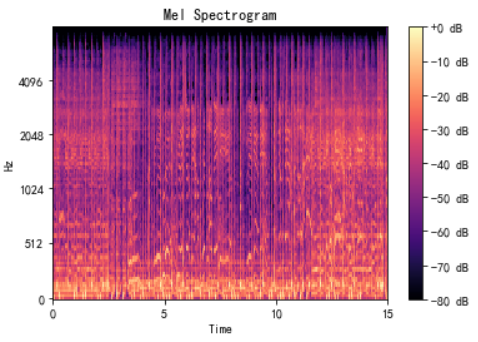 Mel Spectrogram
+0 dB
-10 dB
-20 dB
-30 dB
-40 dB
-50 dB
-60 dB
-70 dB
-80 dB
4096
2048
1024
512
0
Hz
0
5
10
15
Time